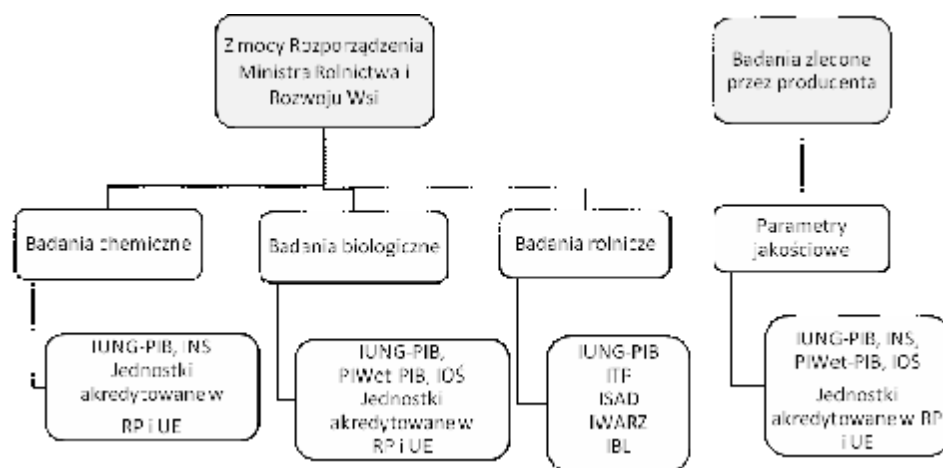 Z mocy Rozporządzenia
Ministra Rolnictwa i
Rozwoju Wsi
Badania zlecone
przez producenta
Badania chemiczne
Badania biologiczne
Badania rolnicze
Parametry
jakościowe
IUNG-PIB, INS
Jednostki
akredytowane w
RP i UE
IUNG-PIB,
PIWet-PIB, IOŚ
Jednostki
akredytowane w
RP i UE
IUNG-PIB
ITF
ISAD
IWARZ
IBL
IUNG-PIB, INS,
PIWet-PIB, IOŚ
Jednostki
akredytowane w RP
i UE